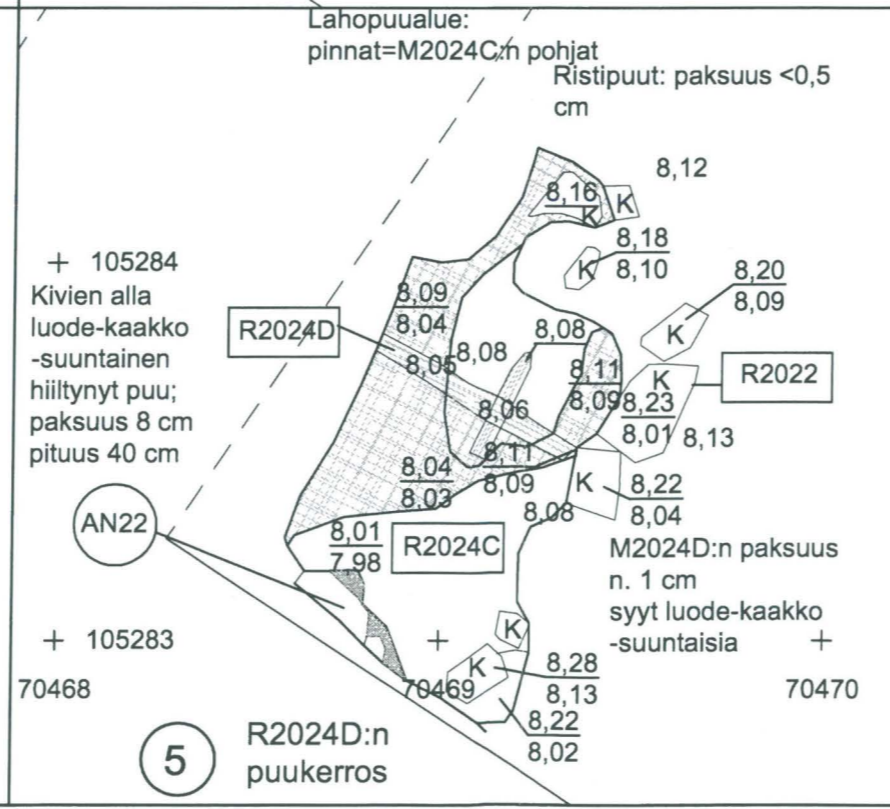 Lahopuualue:
pinnat=M2024C:n pohjat
Ristipuut: paksuus <0,5
cm
8,12
8,16
K
K
8,18
8,10
K
105284
Kivien alla
luode-kaakko
-suuntainen
hiiltynyt puu;
paksuus 8 cm
pituus 40 cm
8,20
8,09
K
8,09
8,04
R2024D
8,08
8,05
8,08
8,11
8,09
K
R2022
8,23
8,01
8,13
8,06
8,11
8,09
8,04
8,03
K
8,22
8,04
8,08
AN22
8,01
7,98
R2024C
M2024D:n paksuus
n. 1 cm
syyt luode-kaakko
-suuntaisia
105283
K
K
8,28
8,13
70468
70469
70470
8,22
8,02
5
R2024D:n
puukerros